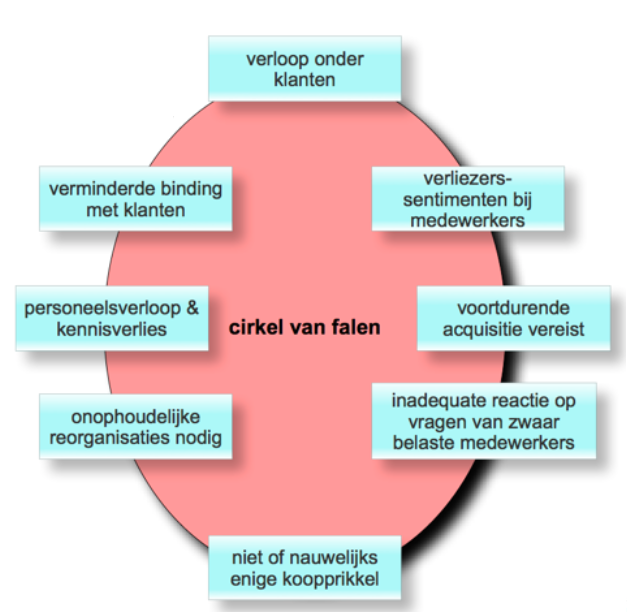 verloop onder
klanten
verminderde binding
met klanten
verliezers-
sentimenten bij
medewerkers
personeelsverloop &
kennisverlies
cirkel van falen
voortdurende
acquisitie vereist
onophoudelijke
reorganisaties nodig
inadequate reactie op
vragen van zwaar
belaste medewerkers
niet of nauwelijks
enige koopprikkel